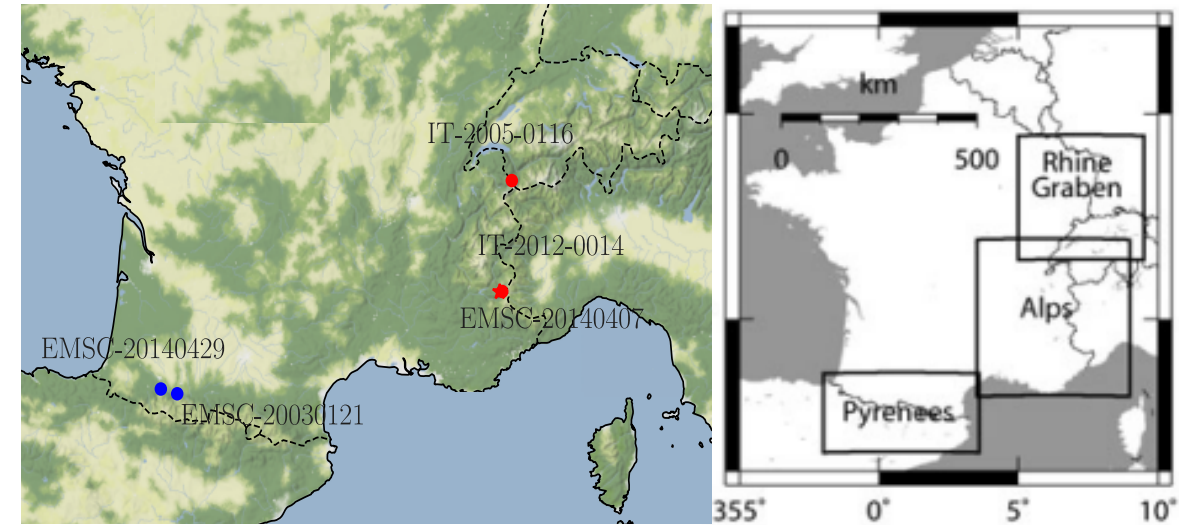 IT-2005-0116
IT-2012-0014
EMSC-20140407
EMSC-20140429
EMSC-20030121
km
0 500
Rhine
Graben
Alps
Pyrenees
355° 0° 5° 10°